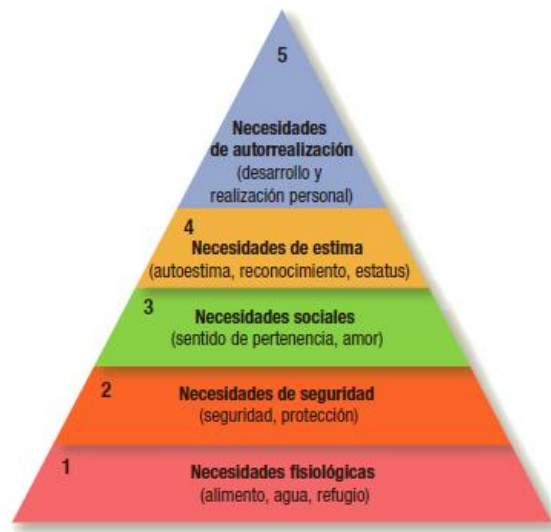 5
Necesidades
de autorrealización
(desarrollo y
realización personal)
4
Necesidades de estima
(autoestima, reconocimiento, estatus)
3
Necesidades sociales
(sentido de pertenencia, amor)
2
Necesidades de seguridad
(seguridad, protección)
1
Necesidades fisiológicas
(alimento, agua, refugio)